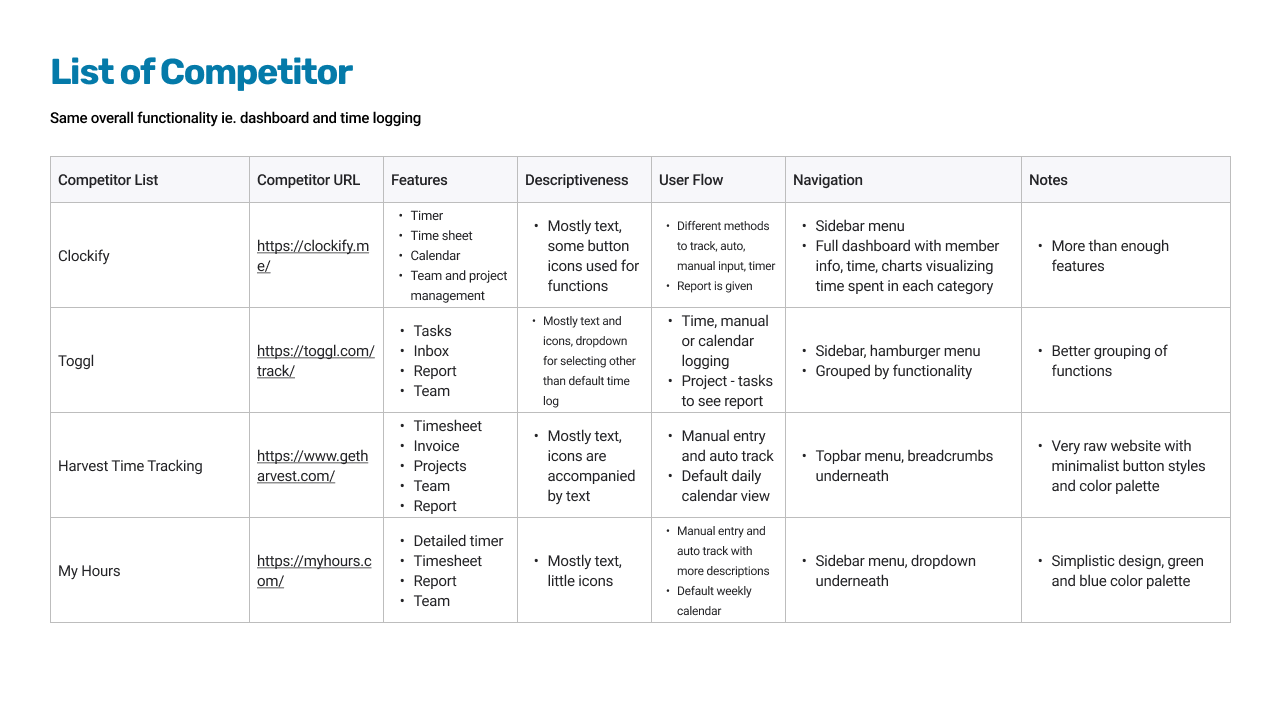 List of Competitor
Same overall functionality ie. dashboard and time logging
Competitor List
Competitor URL
Features
Descriptiveness
User Flow
Navigation
Notes
Clockify
https://clockify.m
e/
• Timer
• Time sheet
• Calendar
• Team and project
management
• Mostly text,
some button
icons used for
functions
• Different methods
to track, auto,
manual input, timer
• Report is given
• Sidebar menu
• Full dashboard with member
info, time, charts visualizing
time spent in each category
• More than enough
features
Toggl
https://toggl.com/
track/
• Tasks
• Inbox
• Report
• Team
• Mostly text and
icons, dropdown
for selecting other
than default time
log
• Time, manual
or calendar
logging
• Project - tasks
to see report
• Sidebar, hamburger menu
• Grouped by functionality
• Better grouping of
functions
Harvest Time Tracking
https://www.geth
arvest.com/
• Timesheet
• Invoice
• Projects
• Team
• Report
• Mostly text,
icons are
accompanied
by text
• Manual entry
and auto track
• Default daily
calendar view
• Topbar menu, breadcrumbs
underneath
• Very raw website with
minimalist button styles
and color palette
My Hours
https://myhours.c
om/
• Detailed timer
• Timesheet
• Report
• Team
• Mostly text,
little icons
• Manual entry and
auto track with
more descriptions
• Default weekly
calendar
• Sidebar menu, dropdown
underneath
• Simplistic design, green
and blue color palette